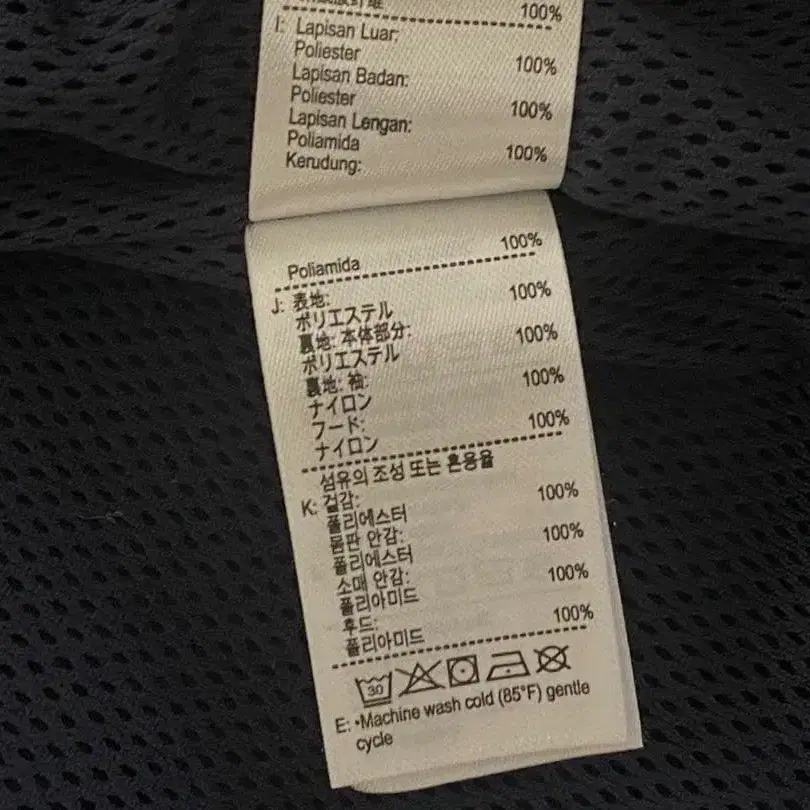 100%
I: Lapisan Luar:
Poliester 100%
Lapisan Badan:
Poliester 100%
Lapisan Lengan:
Poliamida 100%
Kerudung:
Poliamida 100%
J: 表地:
ポリエステル 100%
裏地: 本体部分:
ポリエステル 100%
裏地: 袖:
ナイロン 100%
フード:
ナイロン 100%
섬유의 조성 또는 혼용율
K: 겉감:
폴리에스터 100%
몸판 안감:
폴리에스터 100%
소매 안감:
폴리아미드 100%
후드:
폴리아미드 100%
30
E: •Machine wash cold (85°F) gentle
cycle